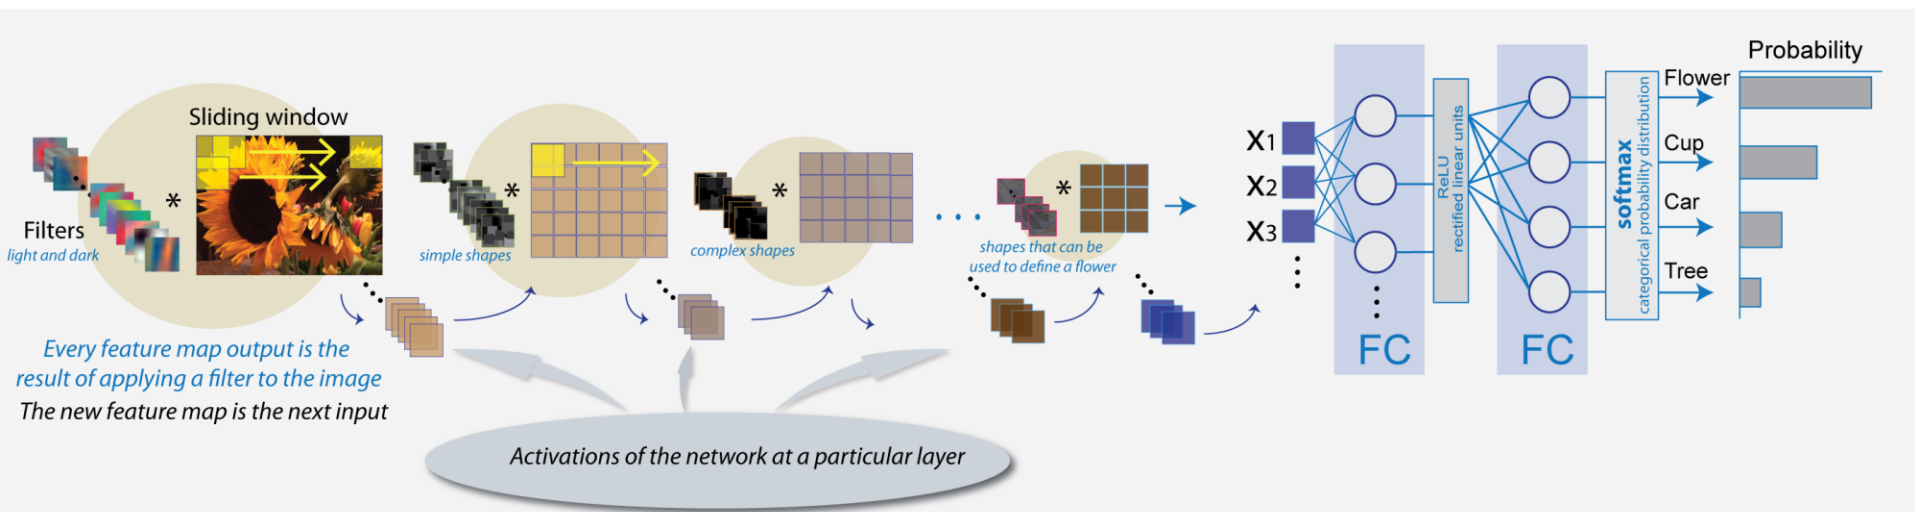 Sliding window
*
Filters
light and dark
*
simple shapes
*
complex shapes
*
shapes that can be
used to define a flower
X1
X2
X3
FC
ReLU
rectified linear units
FC
softmax
categorical probability distribution
Probability
Flower
Cup
Car
Tree
Every feature map output is the
result of applying a filter to the image
The new feature map is the next input
Activations of the network at a particular layer